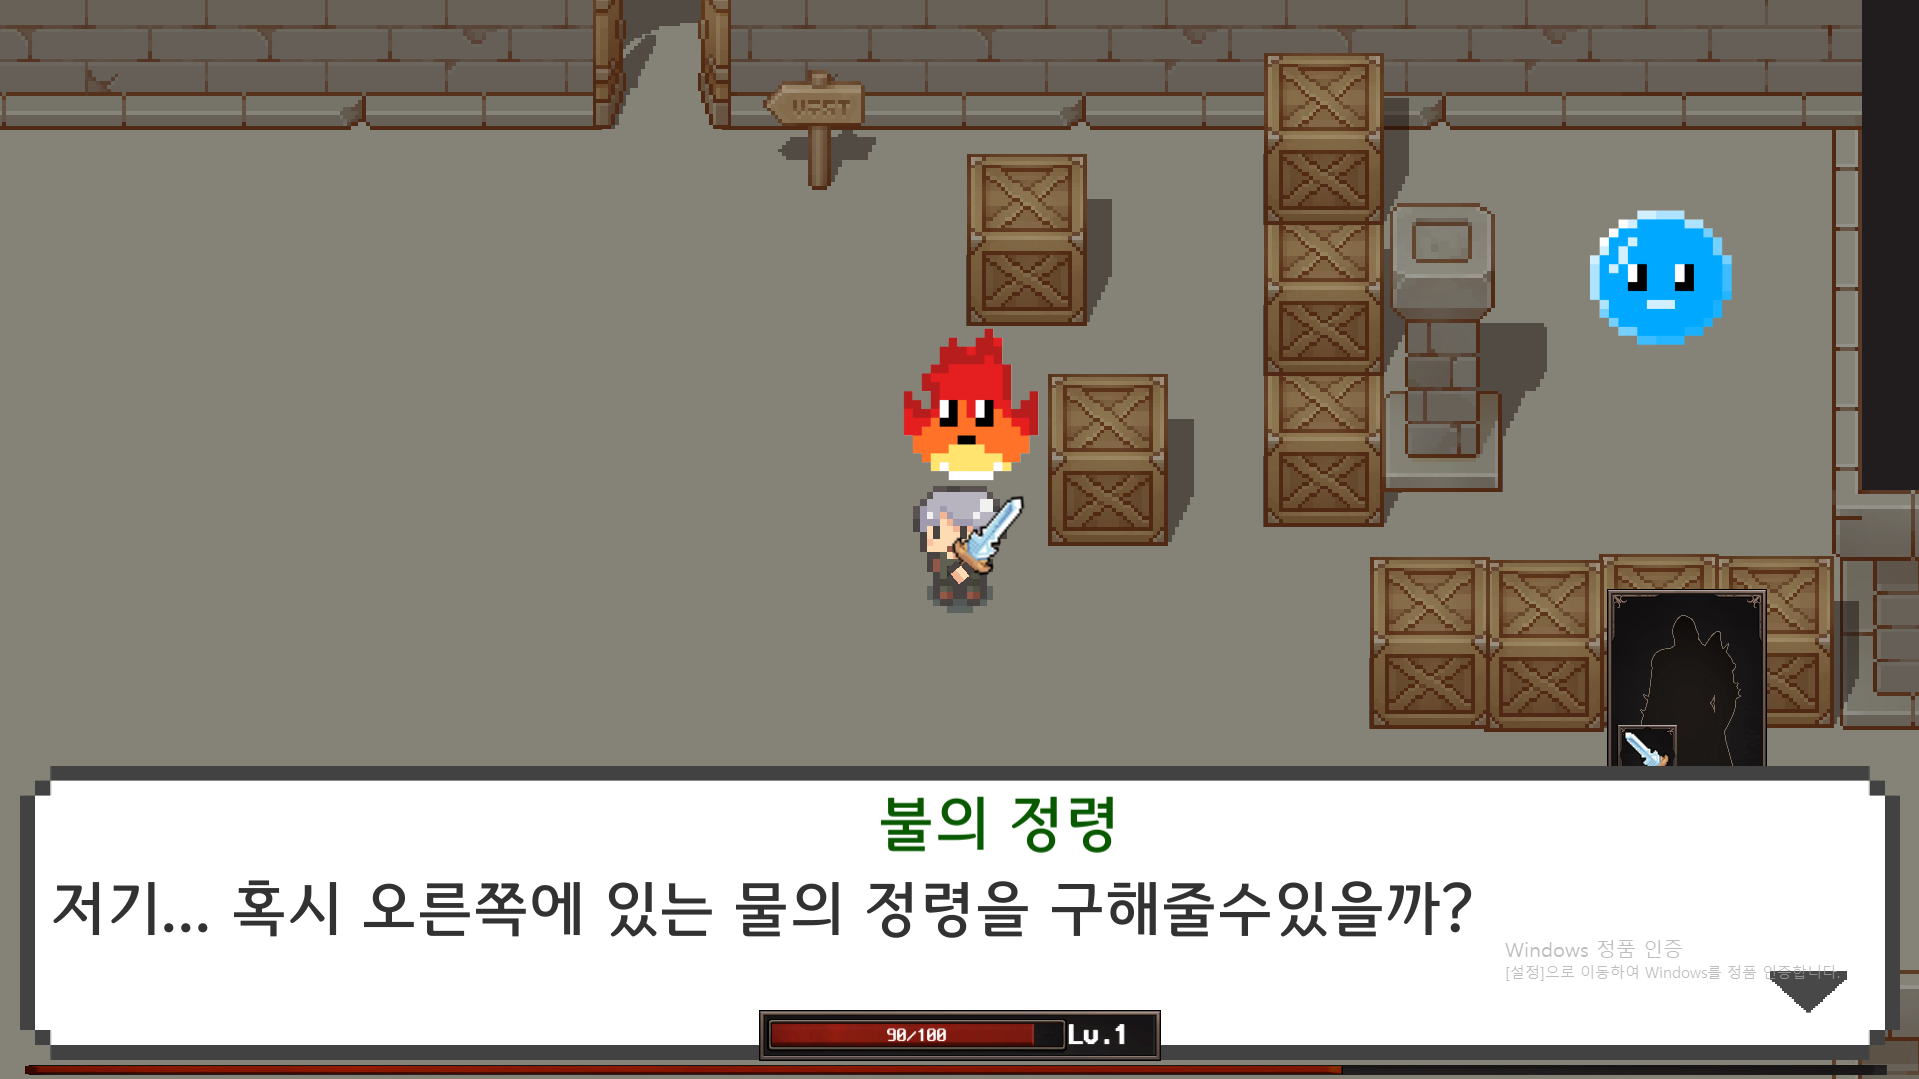 WEST
불의 정령
저기... 혹시 오른쪽에 있는 물의 정령을 구해줄수있을까?
Windows 정품 인증
[설정]으로 이동하여 Windows를 정품 인증합니다.
90/100
Lv.1